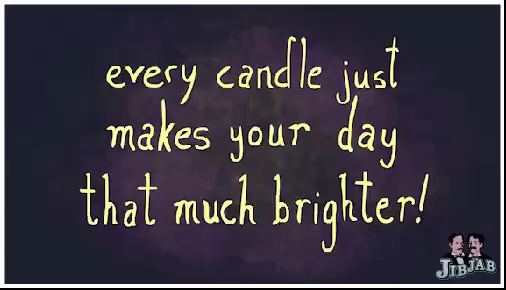 every candle just
makes your day
that much brighter!
JIBJAB